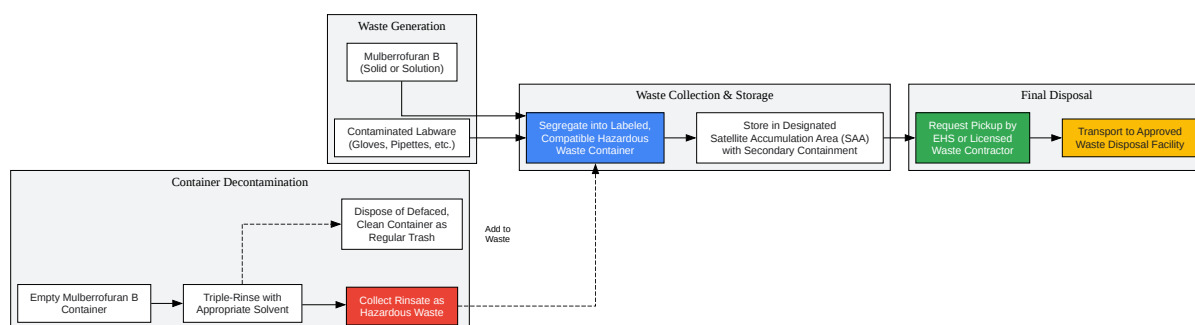 Waste Generation
Mulberrofuran B
(Solid or Solution)
Contaminated Labware
(Gloves, Pipettes, etc.)
Waste Collection & Storage
Segregate into Labeled,
Compatible Hazardous
Waste Container
Store in Designated
Satellite Accumulation Area (SAA)
with Secondary Containment
Final Disposal
Request Pickup by
EHS or Licensed
Waste Contractor
Transport to Approved
Waste Disposal Facility
Container Decontamination
Dispose of Defaced,
Clean Container as
Regular Trash
Add to
Waste
Empty Mulberrofuran B
Container
Triple-Rinse with
Appropriate Solvent
Collect Rinsate as
Hazardous Waste